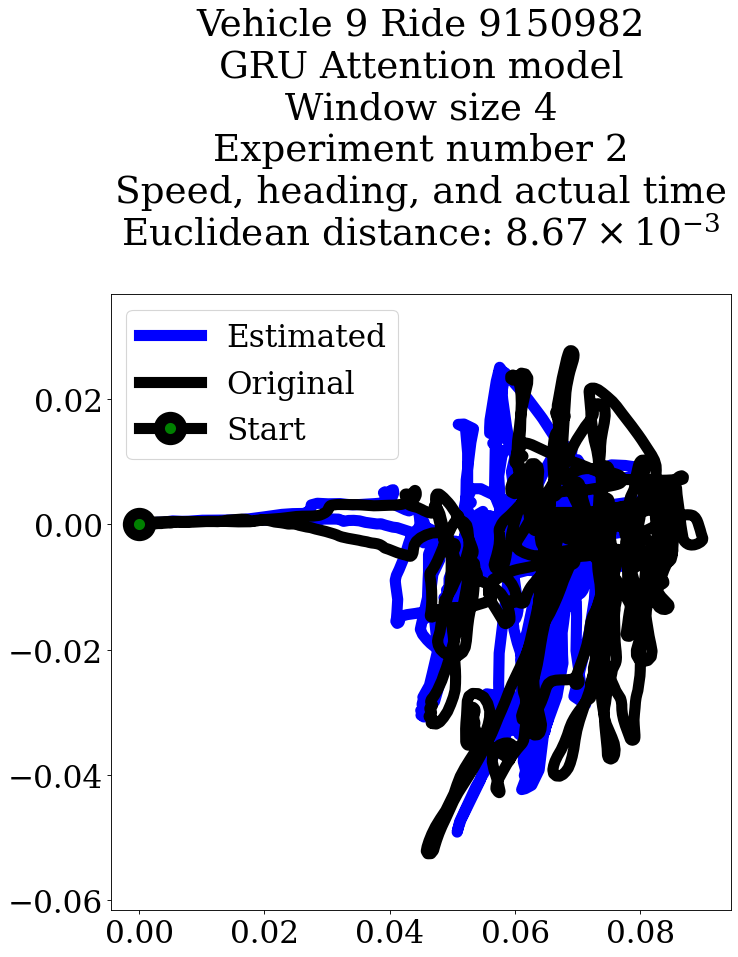 Vehicle 9 Ride 9150982
GRU Attention model
Window size 4
Experiment number 2
Speed, heading, and actual time
Euclidean distance: 8.67 × 10⁻³
Estimated
Original
Start
0.02
0.00
−0.02
−0.04
−0.06
0.00 0.02 0.04 0.06 0.08